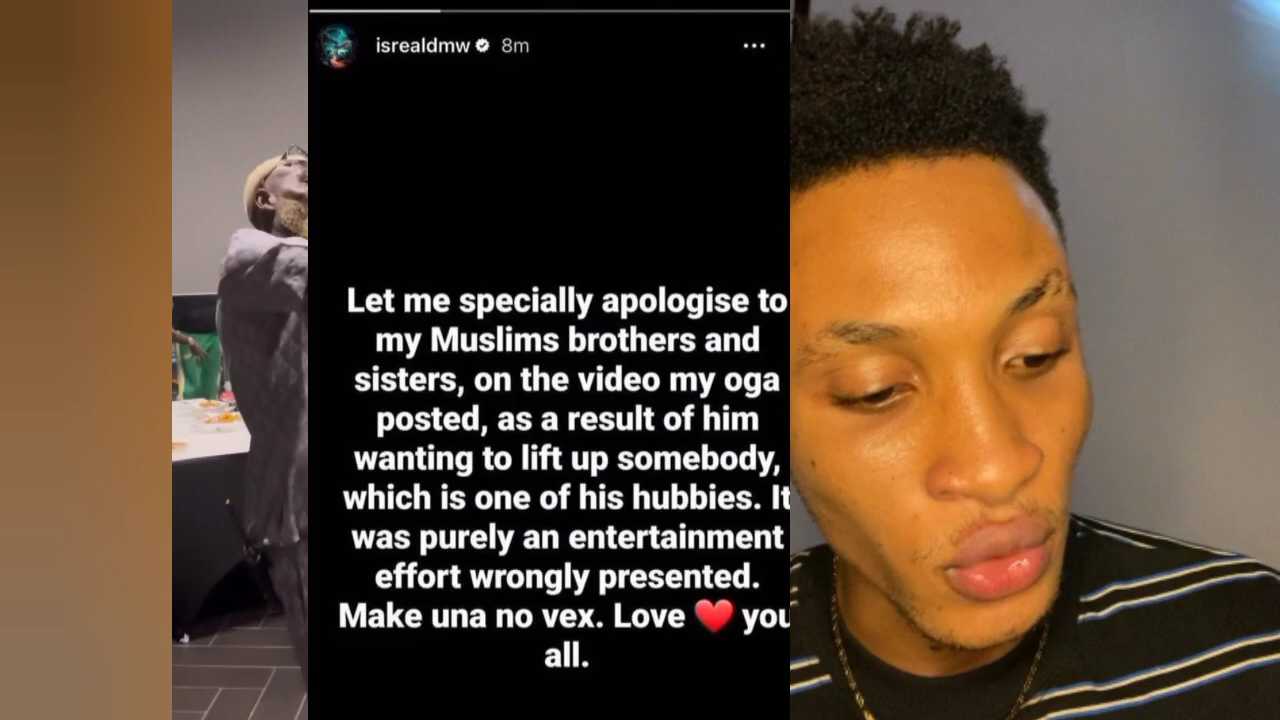 isrealdmw 8m
Let me specially apologise to
my Muslims brothers and
sisters, on the video my oga
posted, as a result of him
wanting to lift up somebody,
which is one of his hubbies. It
was purely an entertainment
effort wrongly presented.
Make una no vex. Love ❤️ you
all.